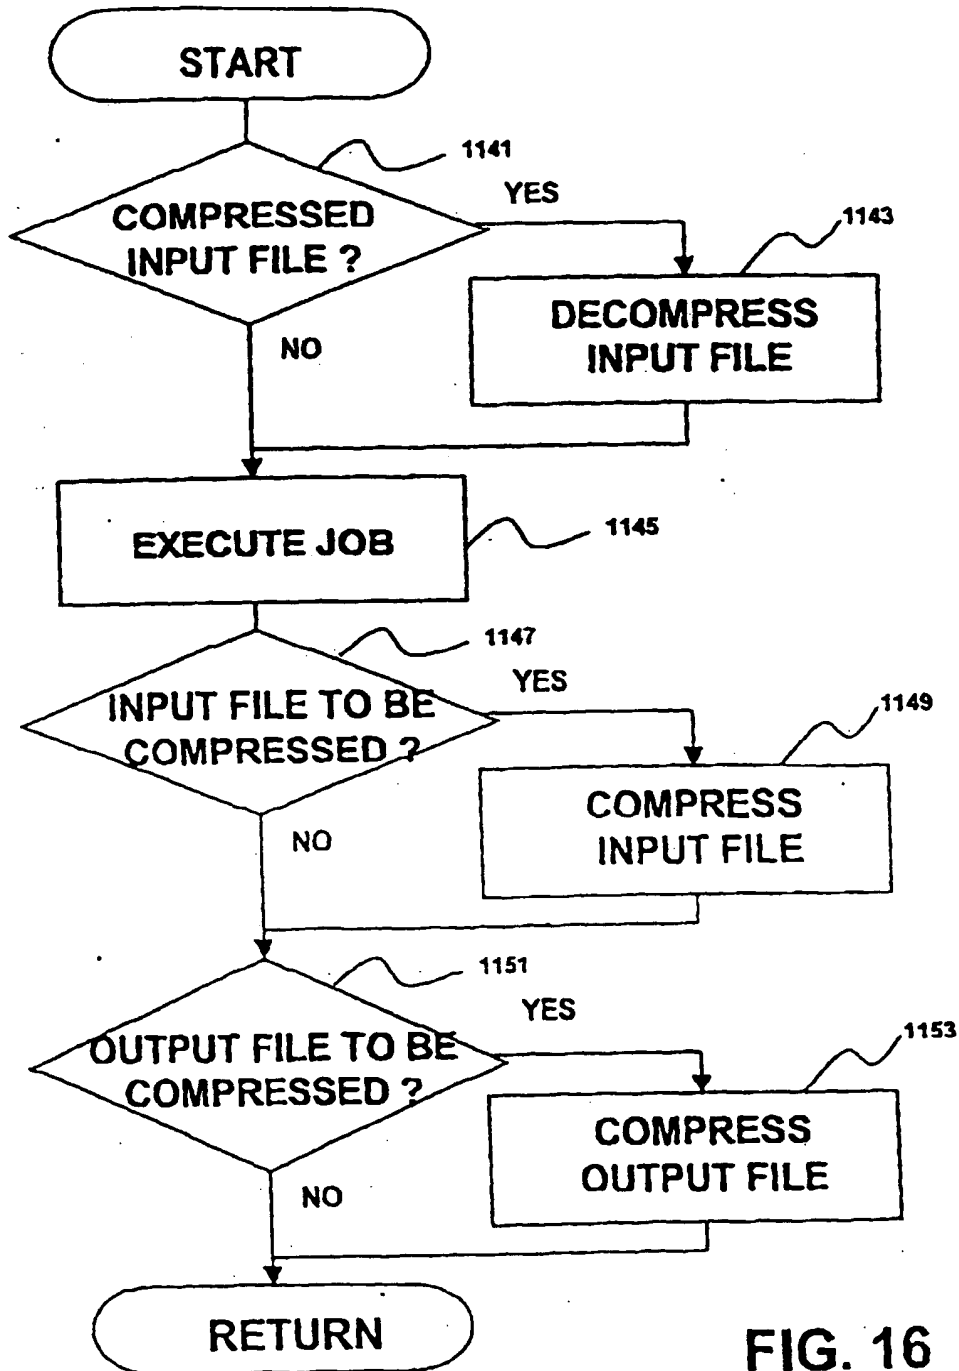 START
1141
COMPRESSED
INPUT FILE ?
YES
1143
DECOMPRESS
INPUT FILE
NO
EXECUTE JOB
1145
1147
INPUT FILE TO BE
COMPRESSED ?
YES
1149
COMPRESS
INPUT FILE
NO
1151
OUTPUT FILE TO BE
COMPRESSED ?
YES
1153
COMPRESS
OUTPUT FILE
NO
RETURN
FIG. 16